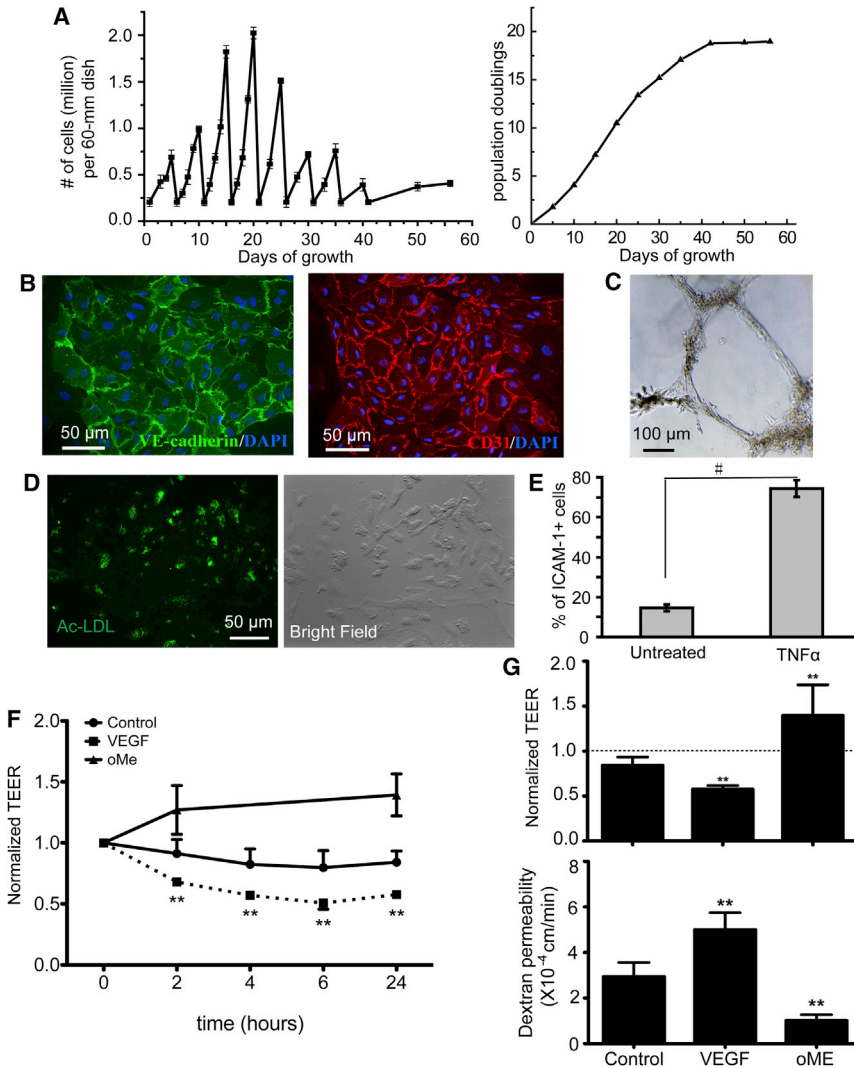 A
# of cells (million)
per 60-mm dish
2.0
1.5
1.0
0.5
0.0
0 10 20 30 40 50 60
Days of growth
population doublings
20
15
10
5
0
0 5 10 20 30 40 50 60
Days of growth
B
50 μm
VE-cadherin/DAPI
50 μm
CD31/DAPI
C
100 μm
D
Ac-LDL
50 μm
Bright Field
E
% of ICAM-1+ cells
80
60
40
20
0
#
Untreated TNFα
F
Normalized TEER
2.0
1.5
1.0
0.5
0.0
Control
VEGF
oMe
** ** ** **
0 2 4 6 24
time (hours)
G
Normalized TEER
2.0
1.5
1.0
0.5
0.0
**
**
Dextran permeability
(X10⁻⁴ cm/min)
8
6
4
2
0
**
**
Control VEGF oME